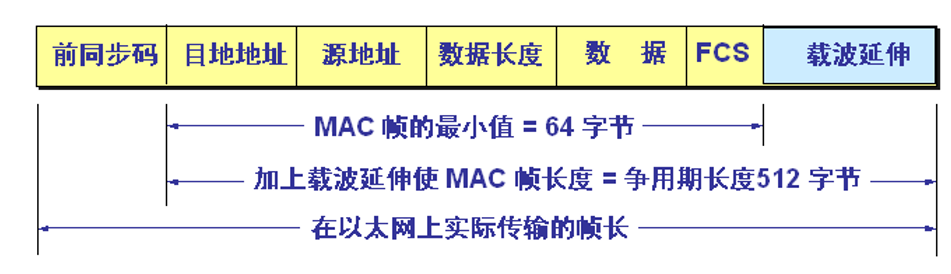 前同步码 目地地址 源地址 数据长度 数 据 FCS 载波延伸
MAC 帧的最小值 = 64 字节
加上载波延伸使 MAC 帧长度 = 争用期长度512 字节
在以太网上实际传输的帧长